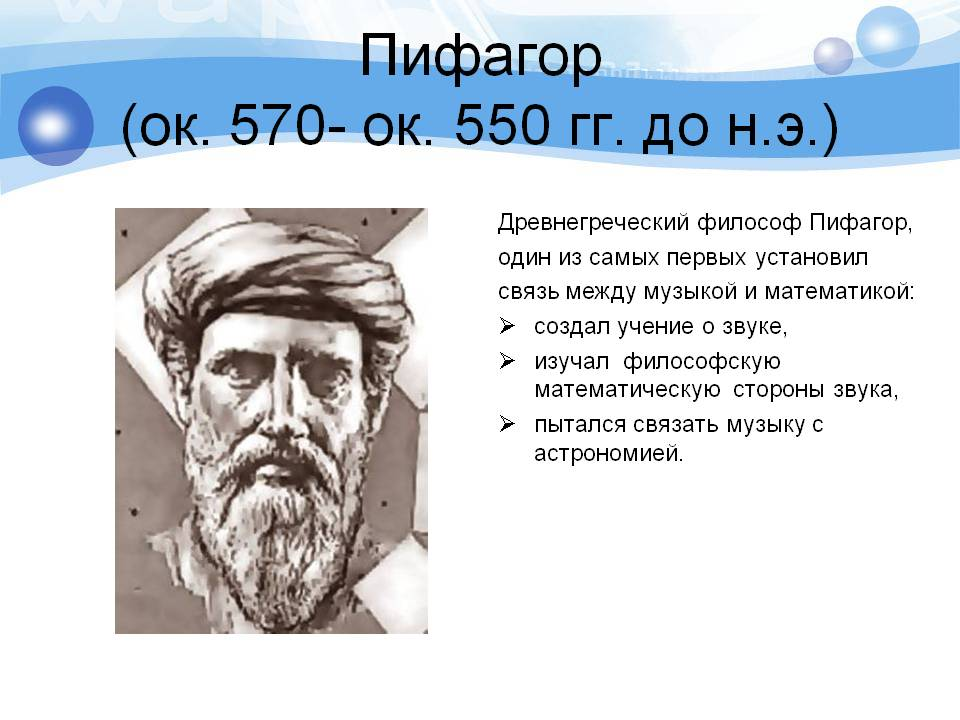 Пифагор
(ок. 570- ок. 550 гг. до н.э.)
Древнегреческий философ Пифагор,
один из самых первых установил
связь между музыкой и математикой:
➢ создал учение о звуке,
➢ изучал философскую
математическую стороны звука,
➢ пытался связать музыку с
астрономией.